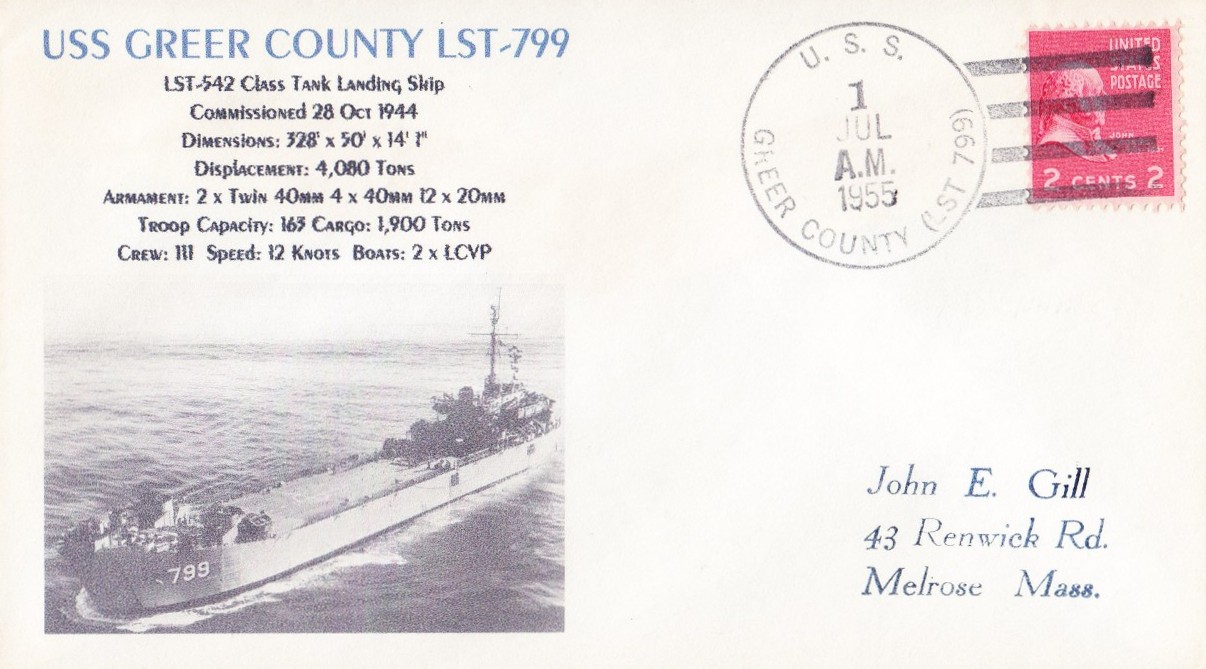 USS GREER COUNTY LST-799
LST-542 Class Tank Landing Ship
Commissioned 28 Oct 1944
Dimensions: 328' x 50' x 14' 1"
Displacement: 4,080 Tons
Armament: 2 x Twin 40mm 4 x 40mm 12 x 20mm
Troop Capacity: 163 Cargo: 1,900 Tons
Crew: 111 Speed: 12 Knots Boats: 2 x LCVP
799
U. S. S.
GREER COUNTY (LST 799)
1
JUL
A.M.
1955
UNITED
STATES
POSTAGE
JOHN
2 CENTS 2
John E. Gill
43 Renwick Rd.
Melrose Mass.